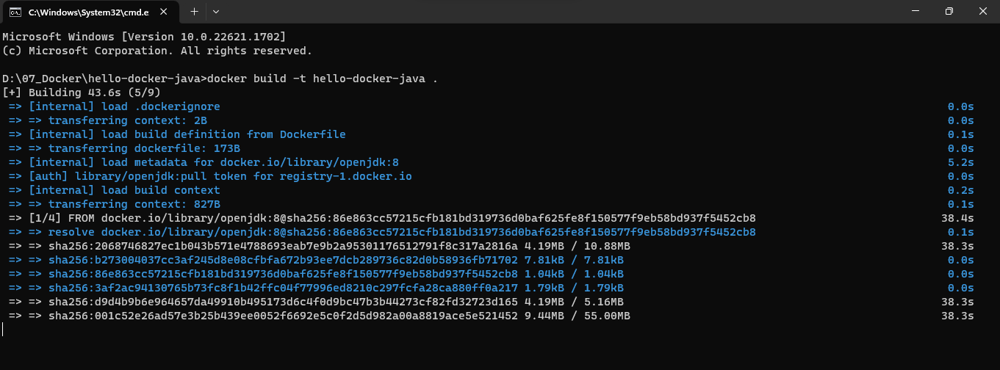 C:\Windows\System32\cmd.e
Microsoft Windows [Version 10.0.22621.1702]
(c) Microsoft Corporation. All rights reserved.
D:\07_Docker\hello-docker-java>docker build -t hello-docker-java .
[+] Building 43.6s (5/9)
=> [internal] load .dockerignore 0.0s
=> => transferring context: 2B 0.0s
=> [internal] load build definition from Dockerfile 0.1s
=> => transferring dockerfile: 173B 0.0s
=> [internal] load metadata for docker.io/library/openjdk:8 5.2s
=> [auth] library/openjdk:pull token for registry-1.docker.io 0.0s
=> [internal] load build context 0.2s
=> => transferring context: 827B 0.1s
=> [1/4] FROM docker.io/library/openjdk:8@sha256:86e863cc57215cfb181bd319736d0baf625fe8f150577f9eb58bd937f5452cb8 38.4s
=> => resolve docker.io/library/openjdk:8@sha256:86e863cc57215cfb181bd319736d0baf625fe8f150577f9eb58bd937f5452cb8 0.1s
=> => sha256:2068746827ec1b043b571e4788693eab7e9b2a95301176512791f8c317a2816a 4.19MB / 10.88MB 38.3s
=> => sha256:b273004037cc3af245d8e08cfbfa672b93ee7dcb289736c82d0b58936fb71702 7.81kB / 7.81kB 0.0s
=> => sha256:86e863cc57215cfb181bd319736d0baf625fe8f150577f9eb58bd937f5452cb8 1.04kB / 1.04kB 0.0s
=> => sha256:3af2ac94130765b73fc8f1b42ffc04f77996ed8210c297fcfa28ca880ff0a217 1.79kB / 1.79kB 0.0s
=> => sha256:d9d4b9b6e964657da49910b495173d6c4f0d9bc47b3b44273cf82fd32723d165 4.19MB / 5.16MB 38.3s
=> => sha256:001c52e26ad57e3b25b439ee0052f6692e5c0f2d5d982a00a8819ace5e521452 9.44MB / 55.00MB 38.3s